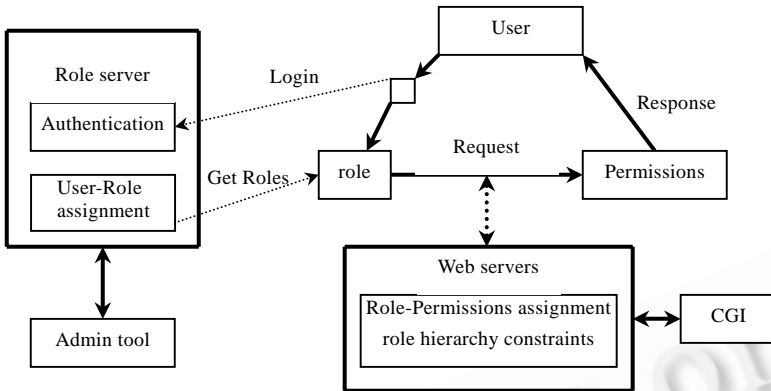 User
Role server
Login
Authentication
Response
Request
role
Permissions
User-Role
assignment
Get Roles
Web servers
Role-Permissions assignment
role hierarchy constraints
CGI
Admin tool